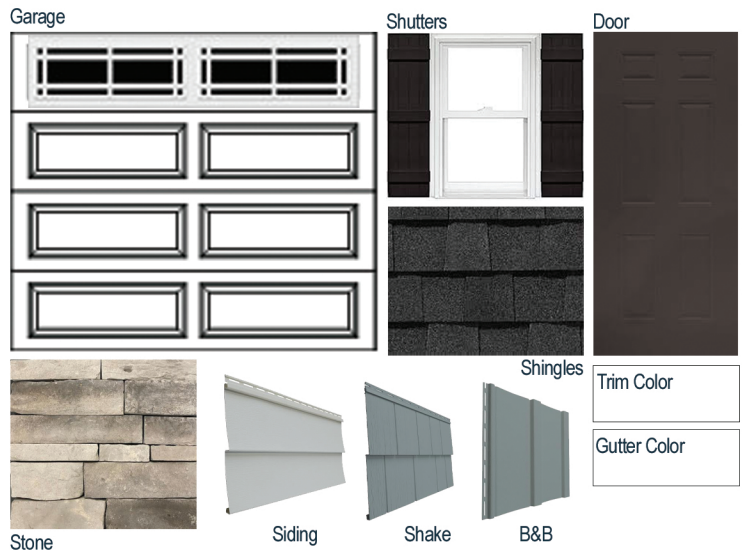 Garage
Shutters
Door
Shingles
Trim Color
Gutter Color
Siding
Shake
B&B
Stone